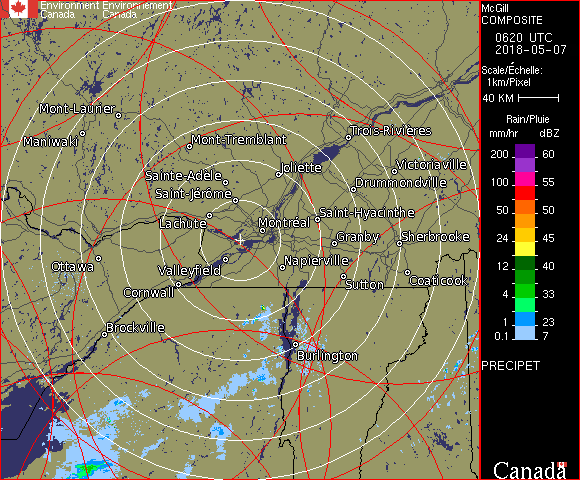 Environment Environnement
Canada Canada
McGill
COMPOSITE
0620 UTC
2018-05-07
Scale/Échelle:
1km/Pixel
40 KM
Rain/Pluie
mm/hr dBZ
200 60
100 55
50 50
24 45
12 40
4 33
1 23
0.1 7
PRECIPET
Canada
Mont-Laurier
Maniwaki
Mont-Tremblant
Trois-Rivières
Sainte-Adèle
Joliette
Victoriaville
Saint-Jérôme
Drummondville
Lachute
Montréal
Saint-Hyacinthe
Granby
Sherbrooke
Ottawa
Valleyfield
Napierville
Cornwall
Sutton
Coaticook
Brockville
Burlington